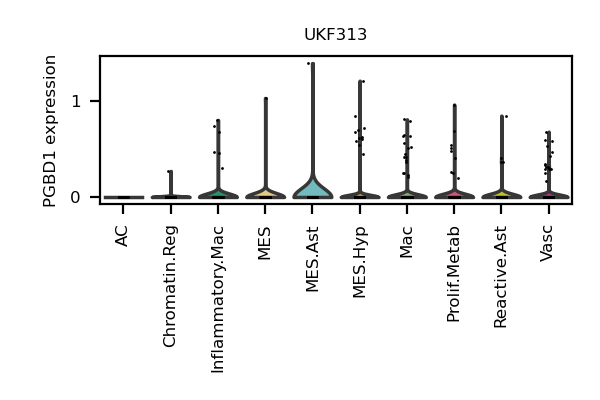 UKF313
PGBD1 expression
1
0
AC
Chromatin.Reg
Inflammatory.Mac
MES
MES.Ast
MES.Hyp
Mac
Prolif.Metab
Reactive.Ast
Vasc